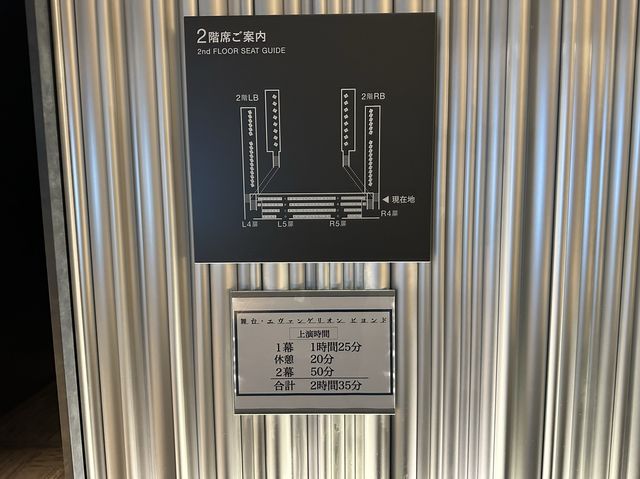 2階席ご案内
2nd FLOOR SEAT GUIDE
2階LB
2階RB
◀ 現在地
R4扉
L4扉
L5扉
R5扉
舞台・エヴァンゲリオン ビヨンド
上演時間
1幕 1時間25分
休憩 20分
2幕 50分
合計 2時間35分